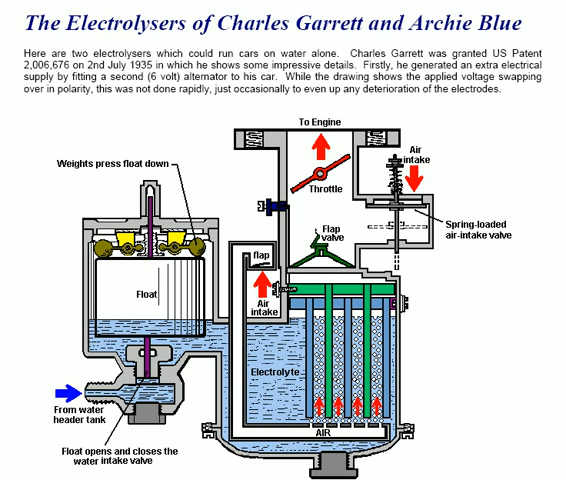 The Electrolysers of Charles Garrett and Archie Blue
Here are two electrolysers which could run cars on water alone. Charles Garrett was granted US Patent
2,006,676 on 2nd July 1935 in which he shows some impressive details. Firstly, he generated an extra electrical
supply by fitting a second (6 volt) alternator to his car. While the drawing shows the applied voltage swapping
over in polarity, this was not done rapidly, just occasionally to even up any deterioration of the electrodes.
To Engine
Weights press float down
Air
intake
Throttle
Flap
valve
Spring-loaded
air-intake valve
flap
Float
Air
intake
Electrolyte
From water
header tank
AIR
Float opens and closes the
water intake valve